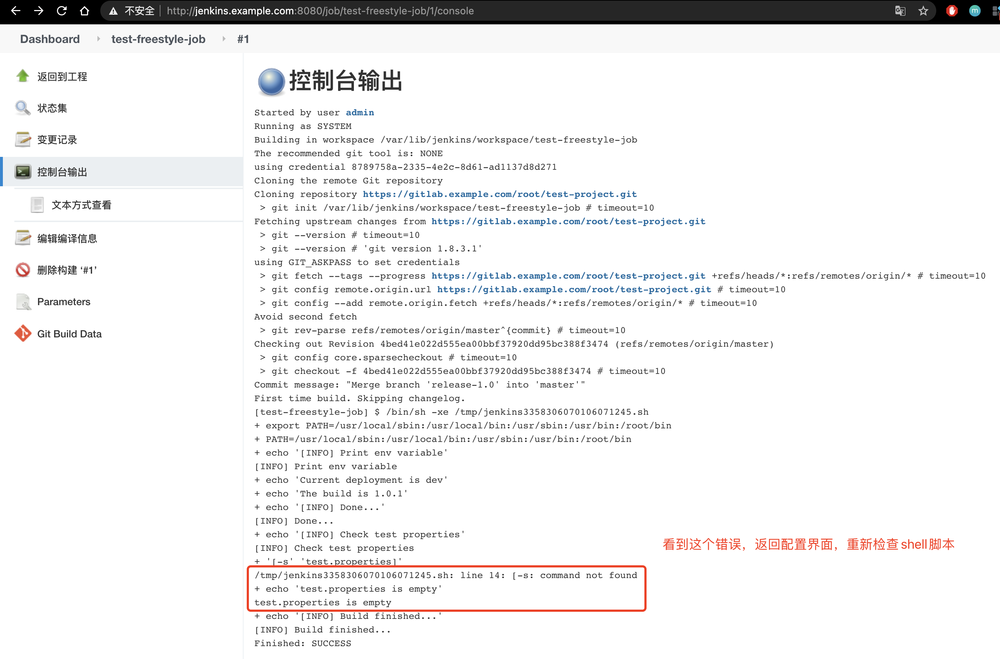 不安全 http://jenkins.example.com:8080/job/test-freestyle-job/1/console
m
Dashboard test-freestyle-job #1
返回到工程
状态集
变更记录
控制台输出
文本方式查看
编辑编译信息
删除构建 ‘#1’
Parameters
Git Build Data
控制台输出
Started by user admin
Running as SYSTEM
Building in workspace /var/lib/jenkins/workspace/test-freestyle-job
The recommended git tool is: NONE
using credential 8789758a-2335-4e2c-8d61-ad1137d8d271
Cloning the remote Git repository
Cloning repository https://gitlab.example.com/root/test-project.git
 > git init /var/lib/jenkins/workspace/test-freestyle-job # timeout=10
Fetching upstream changes from https://gitlab.example.com/root/test-project.git
 > git --version # timeout=10
 > git --version # 'git version 1.8.3.1'
using GIT_ASKPASS to set credentials
 > git fetch --tags --progress https://gitlab.example.com/root/test-project.git +refs/heads/*:refs/remotes/origin/* # timeout=10
 > git config remote.origin.url https://gitlab.example.com/root/test-project.git # timeout=10
 > git config --add remote.origin.fetch +refs/heads/*:refs/remotes/origin/* # timeout=10
Avoid second fetch
 > git rev-parse refs/remotes/origin/master^{commit} # timeout=10
Checking out Revision 4bed41e022d555ea00bbf37920dd95bc388f3474 (refs/remotes/origin/master)
 > git config core.sparsecheckout # timeout=10
 > git checkout -f 4bed41e022d555ea00bbf37920dd95bc388f3474 # timeout=10
Commit message: "Merge branch 'release-1.0' into 'master'"
First time build. Skipping changelog.
[test-freestyle-job] $ /bin/sh -xe /tmp/jenkins3358306070106071245.sh
+ export PATH=/usr/local/sbin:/usr/local/bin:/usr/sbin:/usr/bin:/root/bin
+ PATH=/usr/local/sbin:/usr/local/bin:/usr/sbin:/usr/bin:/root/bin
+ echo '[INFO] Print env variable'
[INFO] Print env variable
+ echo 'Current deployment is dev'
+ echo 'The build is 1.0.1'
+ echo '[INFO] Done...'
[INFO] Done...
+ echo '[INFO] Check test properties'
[INFO] Check test properties
看到这个错误，返回配置界面，重新检查shell脚本
+ '[-s' 'test.properties]'
/tmp/jenkins3358306070106071245.sh: line 14: [-s: command not found
+ echo 'test.properties is empty'
test.properties is empty
+ echo '[INFO] Build finished...'
[INFO] Build finished...
Finished: SUCCESS